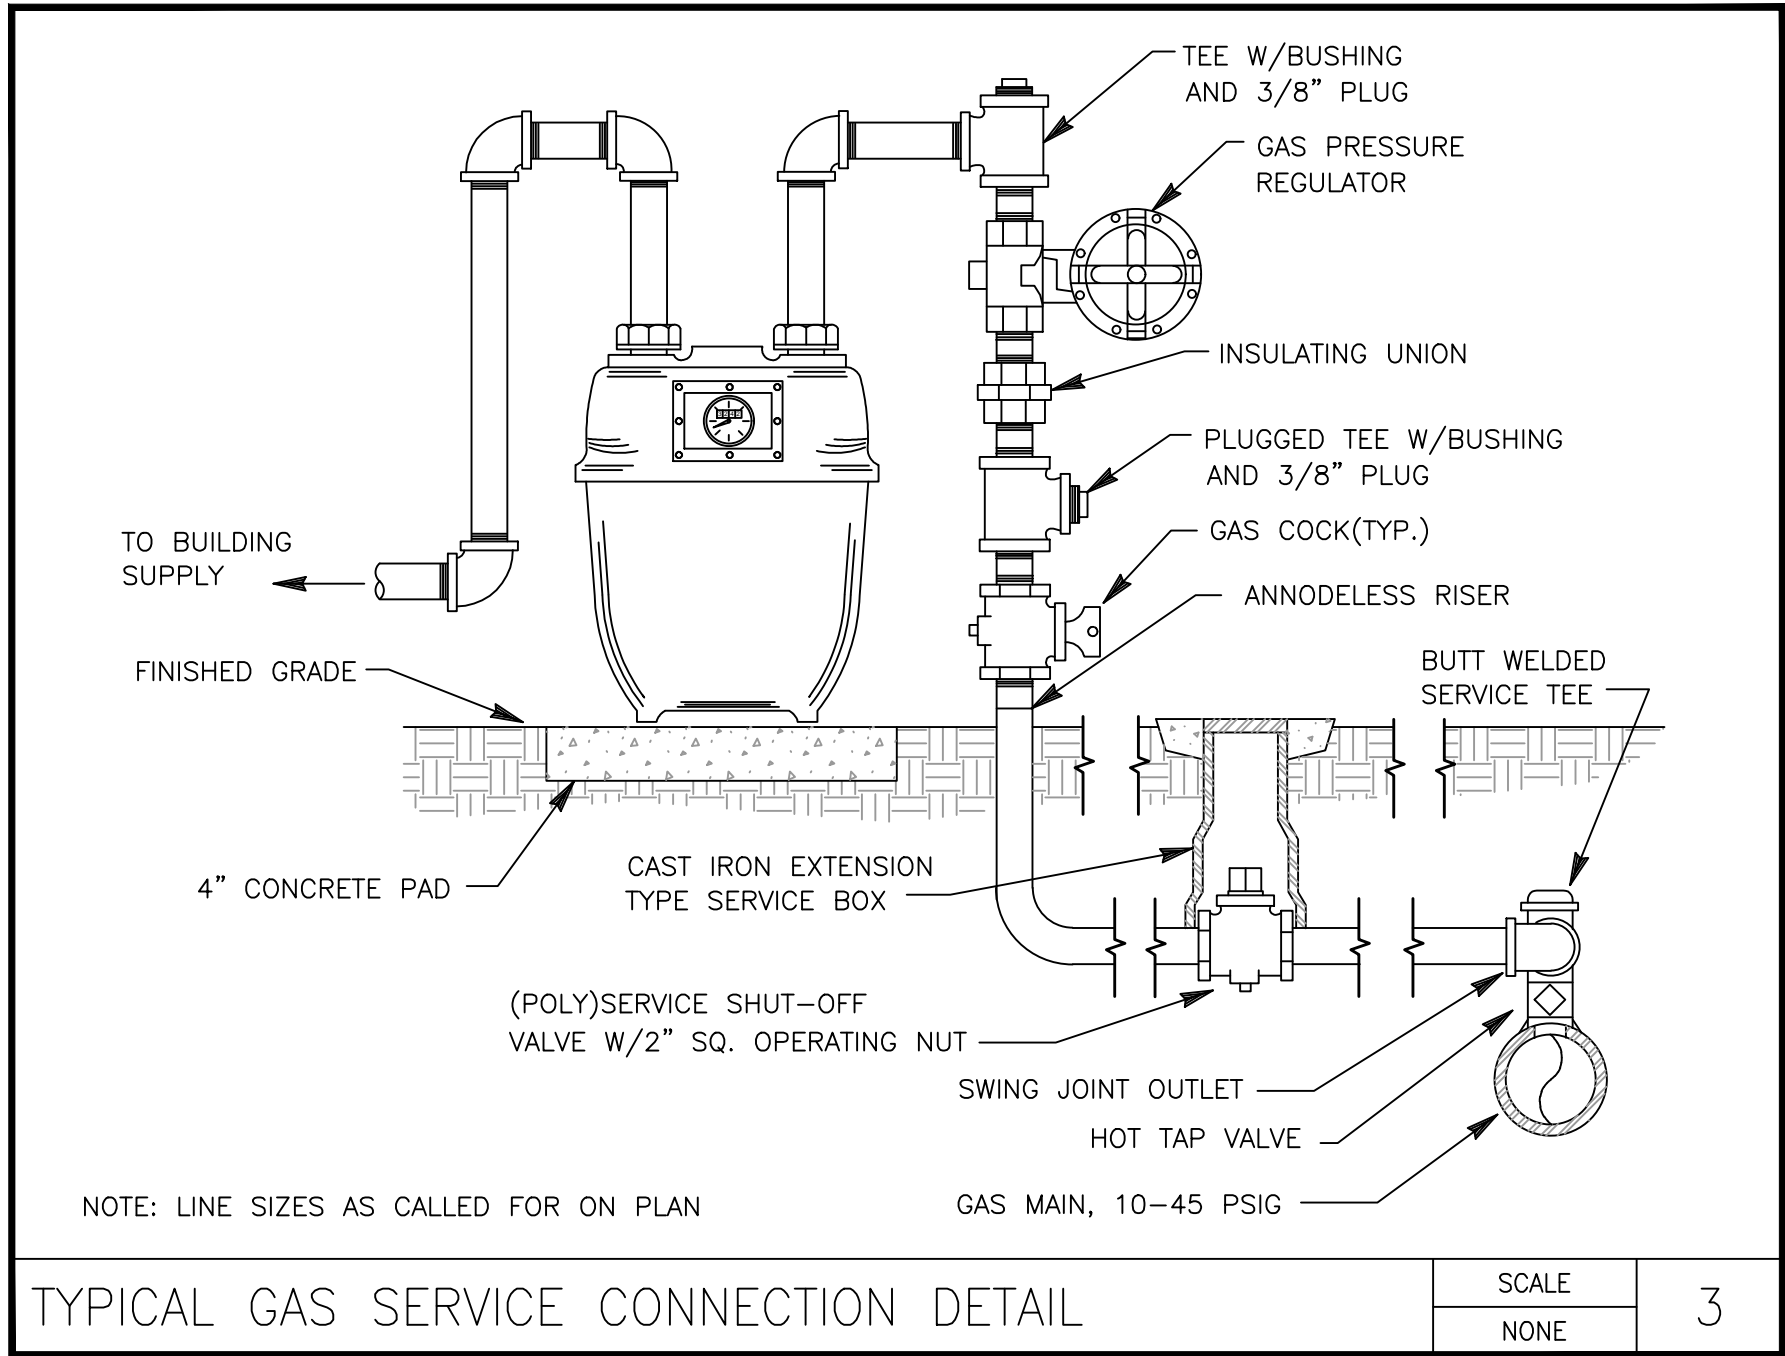 TEE W/BUSHING
AND 3/8" PLUG
GAS PRESSURE
REGULATOR
INSULATING UNION
PLUGGED TEE W/BUSHING
AND 3/8" PLUG
GAS COCK(TYP.)
TO BUILDING
SUPPLY
ANNODELESS RISER
FINISHED GRADE
BUTT WELDED
SERVICE TEE
4" CONCRETE PAD
CAST IRON EXTENSION
TYPE SERVICE BOX
(POLY)SERVICE SHUT-OFF
VALVE W/2" SQ. OPERATING NUT
SWING JOINT OUTLET
HOT TAP VALVE
GAS MAIN, 10-45 PSIG
NOTE: LINE SIZES AS CALLED FOR ON PLAN
TYPICAL GAS SERVICE CONNECTION DETAIL
SCALE
NONE
3